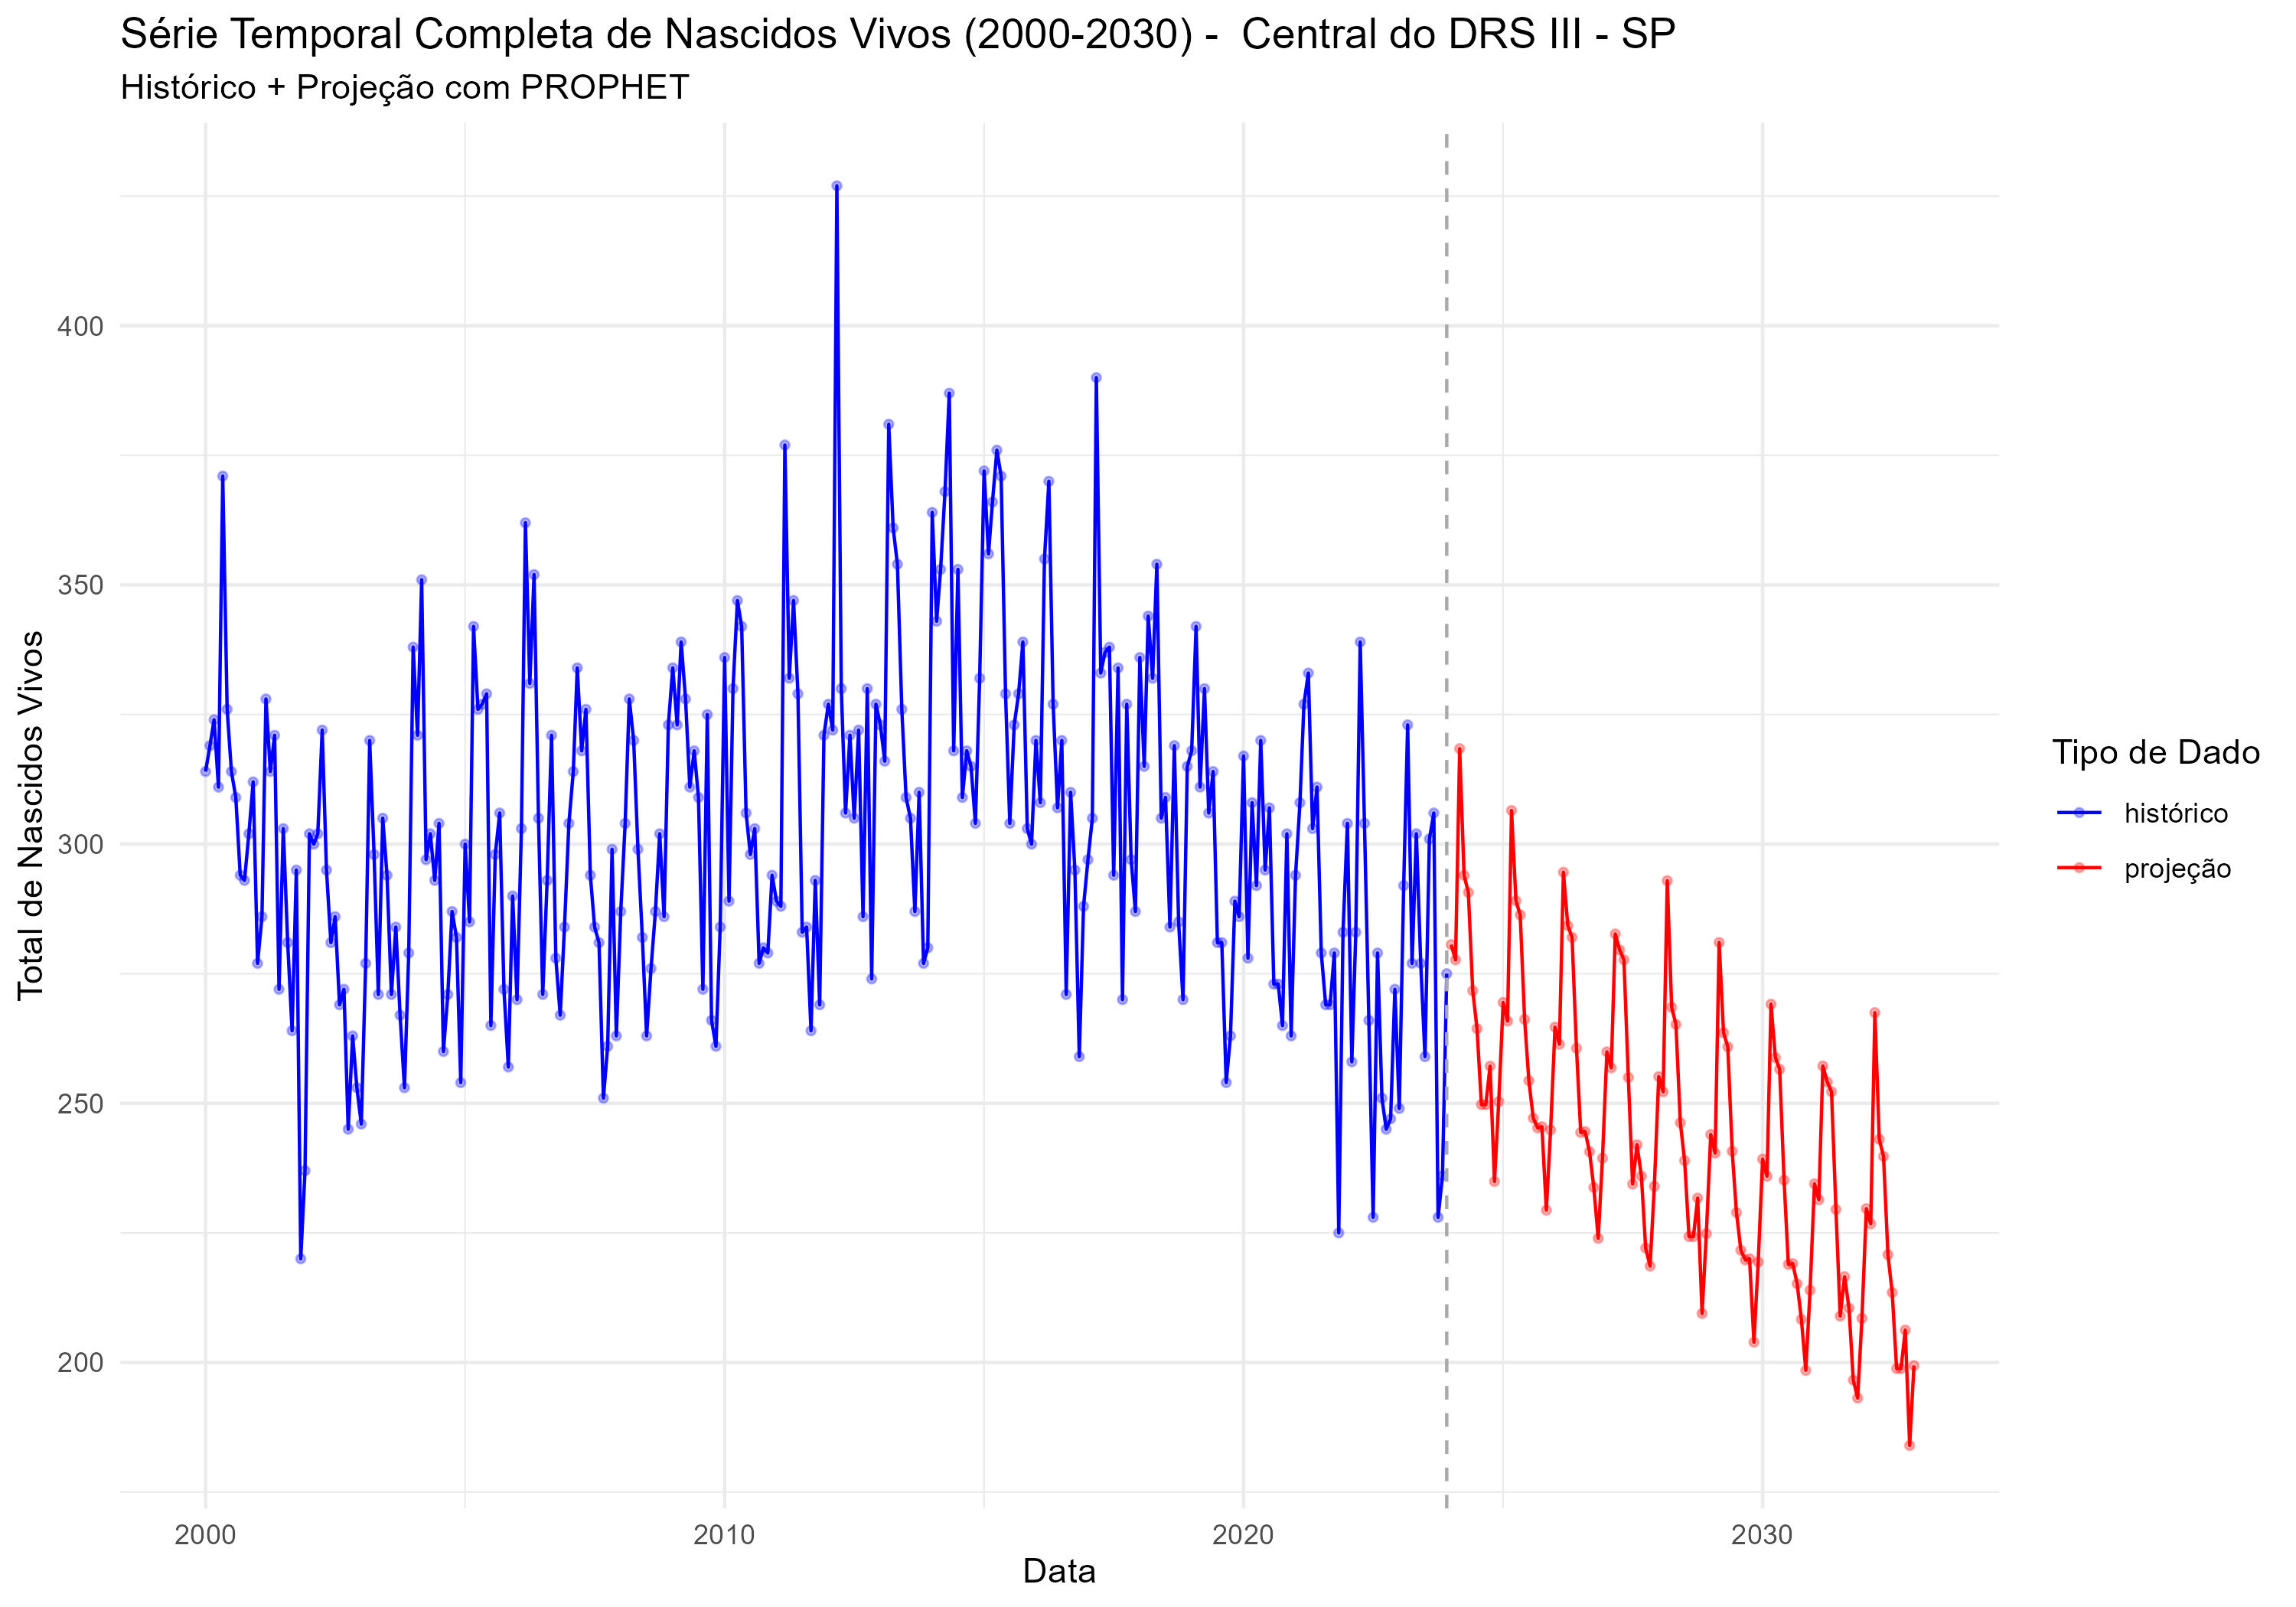 Série Temporal Completa de Nascidos Vivos (2000-2030) -  Central do DRS III - SP
Histórico + Projeção com PROPHET
Total de Nascidos Vivos
400
350
300
250
200
2000
2010
2020
2030
Data
Tipo de Dado
histórico
projeção